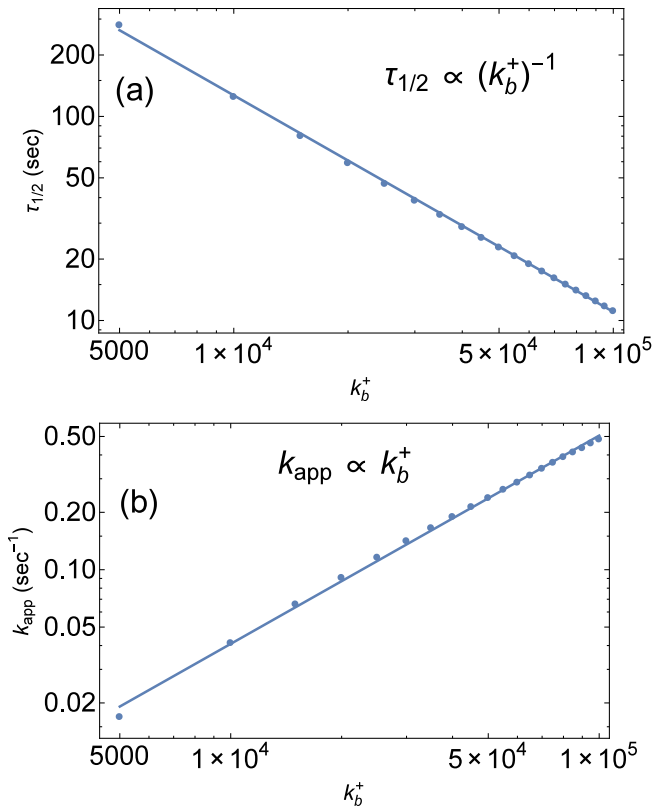 200
100
50
20
10
τ1/2 (sec)
(a)
τ1/2 ∝ (kb+)−1
5000
1×10^4
5×10^4
1×10^5
kb+
0.50
0.20
0.10
0.05
0.02
kapp (sec−1)
kapp ∝ kb+
(b)
5000
1×10^4
5×10^4
1×10^5
kb+